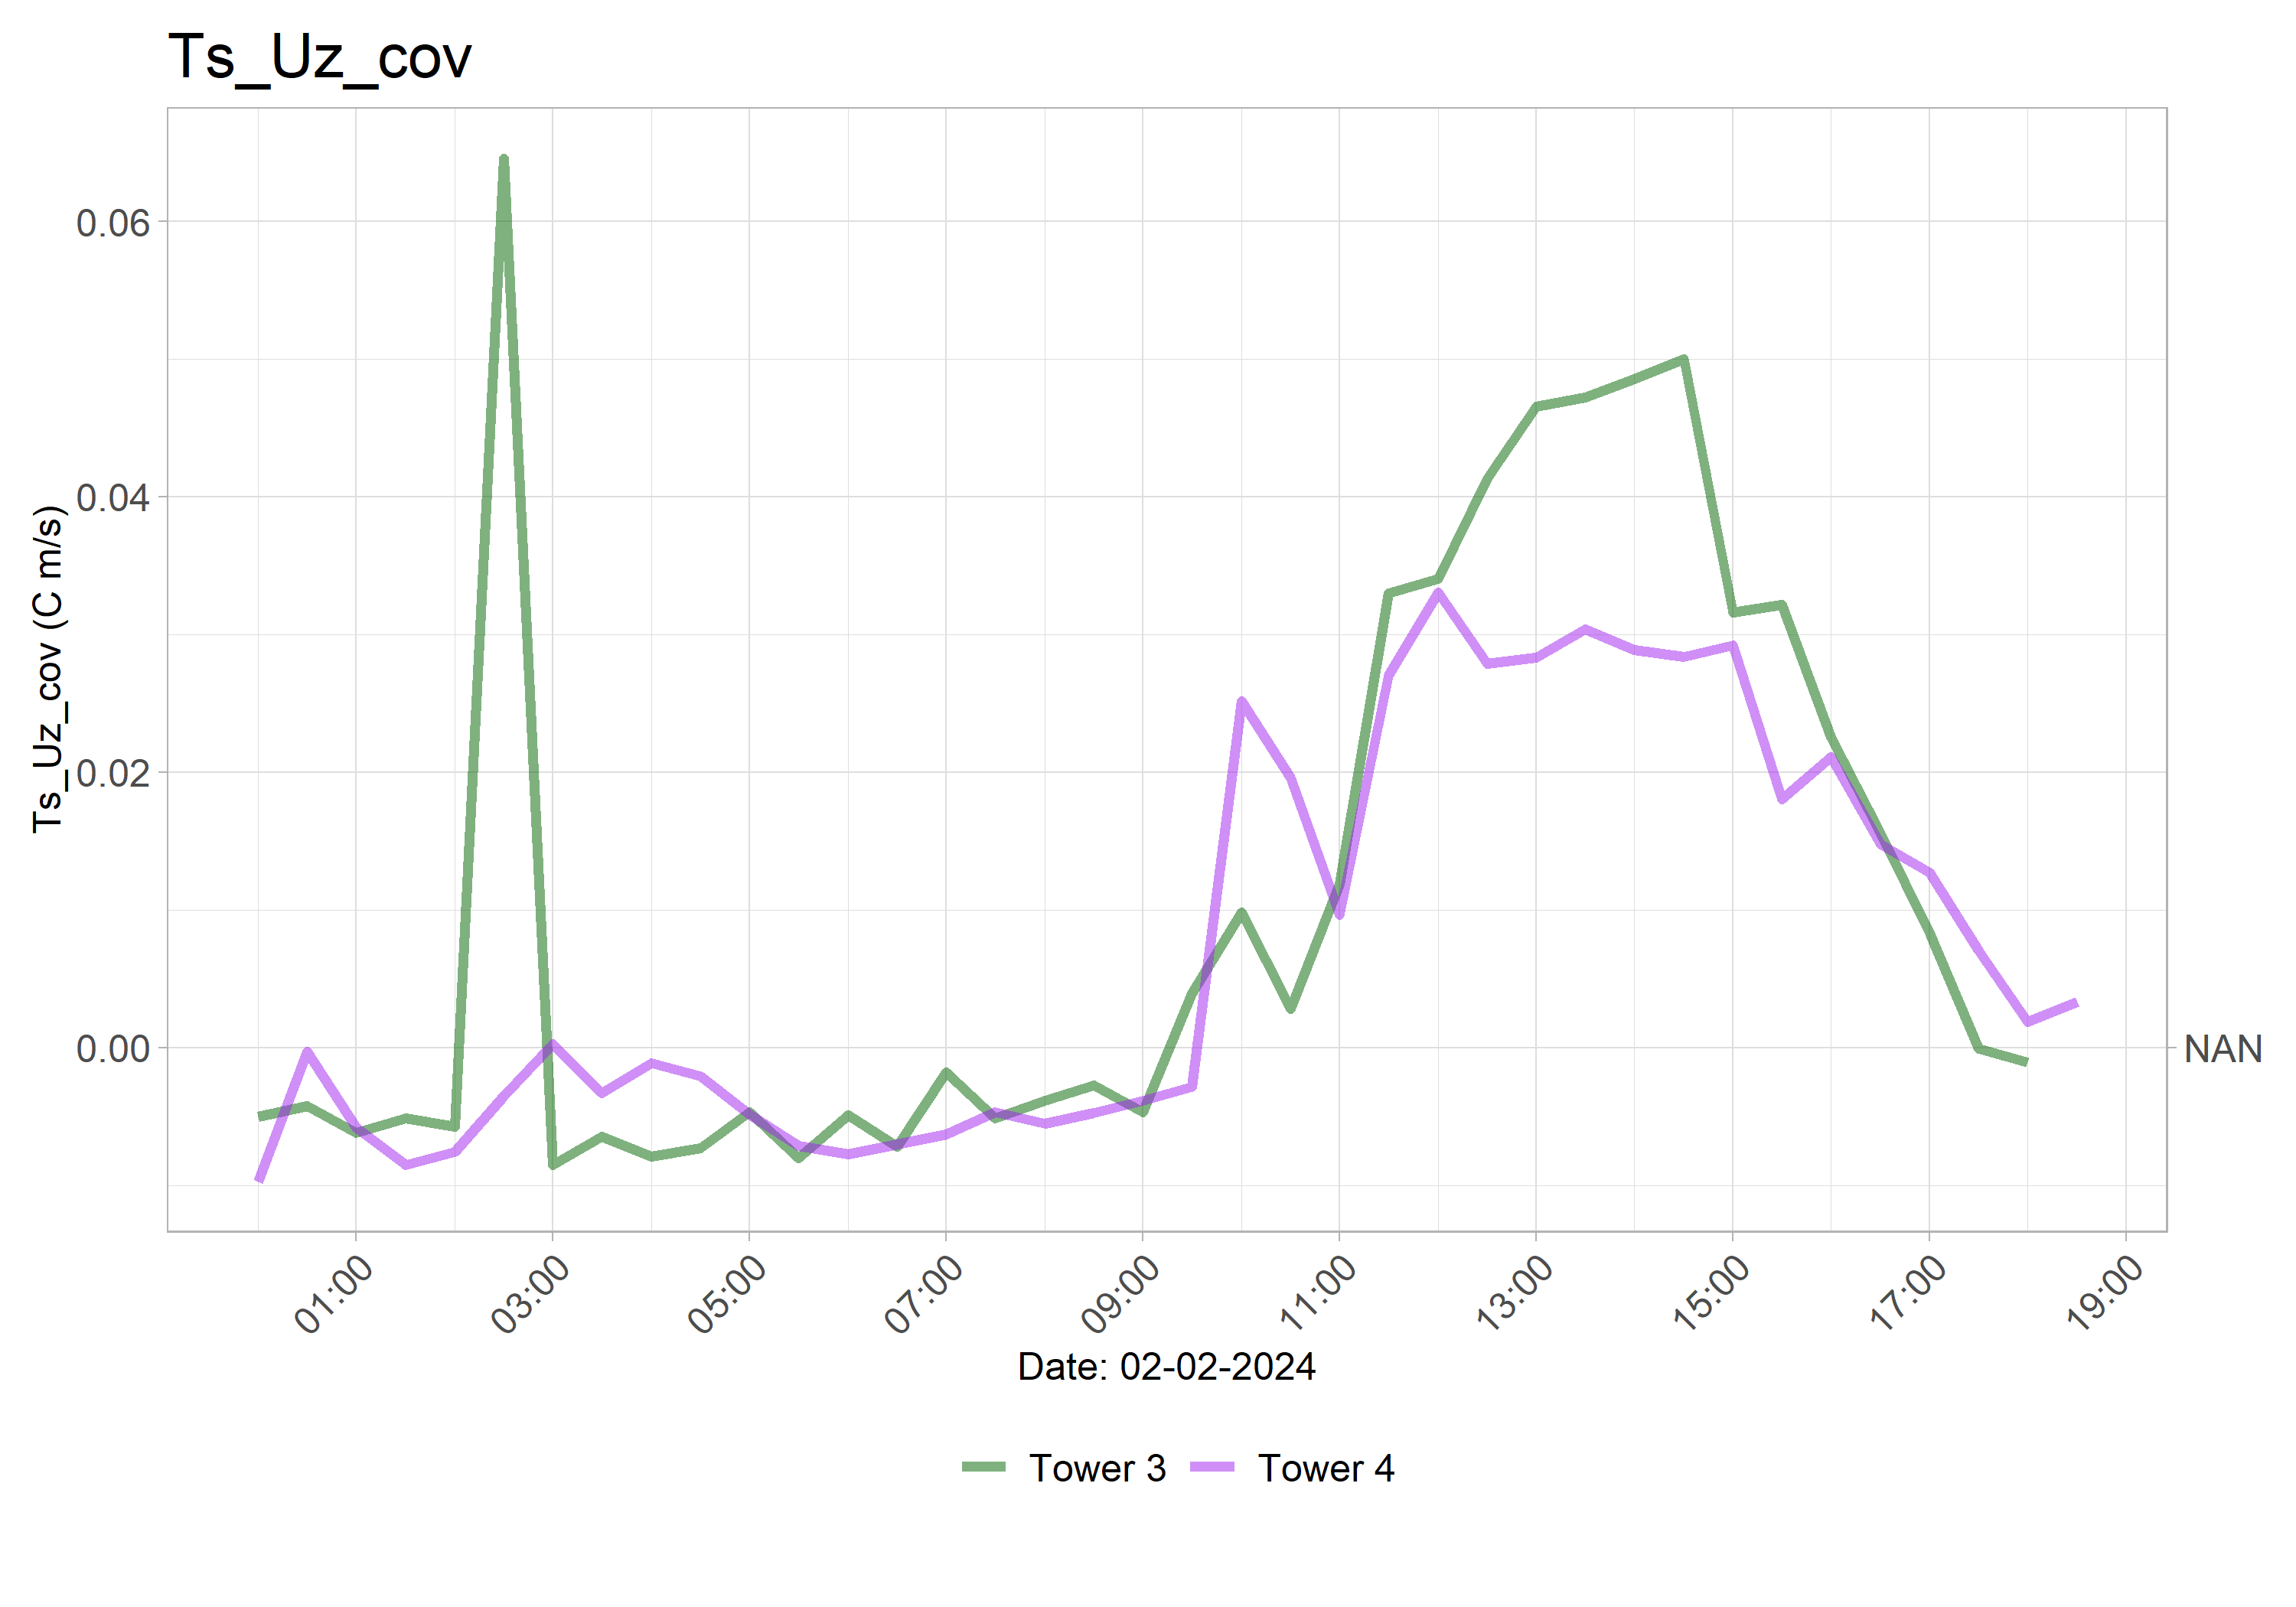 Ts_Uz_cov
Ts_Uz_cov (C m/s)
0.06
0.04
0.02
0.00
NAN
01:00 03:00 05:00 07:00 09:00 11:00 13:00 15:00 17:00 19:00
Date: 02-02-2024
Tower 3 Tower 4